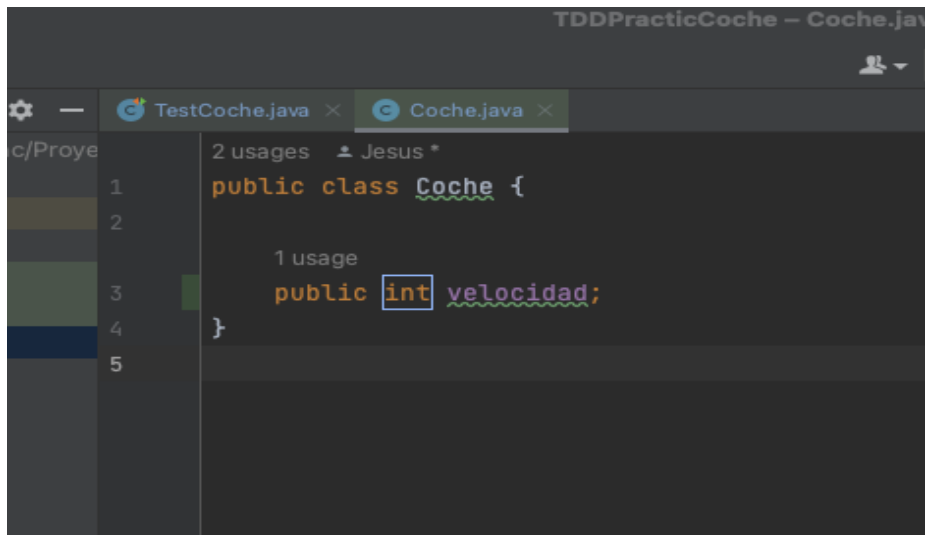 TDDPracticCoche – Coche.jav
TestCoche.java Coche.java
c/Proye
2 usages Jesus *
1 public class Coche {
2
1 usage
3 public int velocidad;
4 }
5